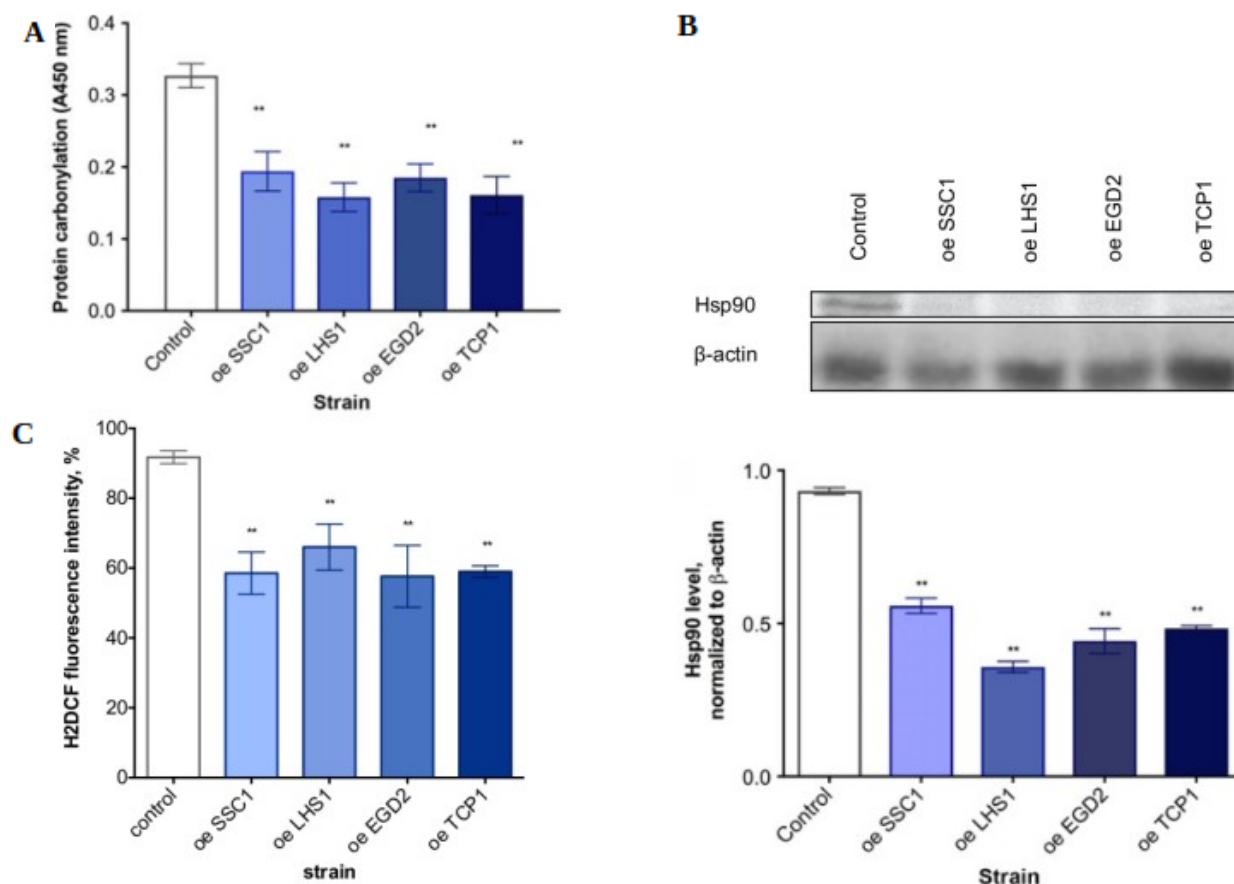 A
Protein carbonylation (A450 nm)
0.4
0.3
0.2
0.1
0.0
**
**
**
**
Control
oe SSC1
oe LHS1
oe EGD2
oe TCP1
Strain
B
Control
oe SSC1
oe LHS1
oe EGD2
oe TCP1
Hsp90
β-actin
C
H2DCF fluorescence intensity, %
100
80
60
40
20
0
**
**
**
**
control
oe SSC1
oe LHS1
oe EGD2
oe TCP1
strain
Hsp90 level,
normalized to β-actin
1.0
0.5
0.0
**
**
**
**
Control
oe SSC1
oe LHS1
oe EGD2
oe TCP1
Strain